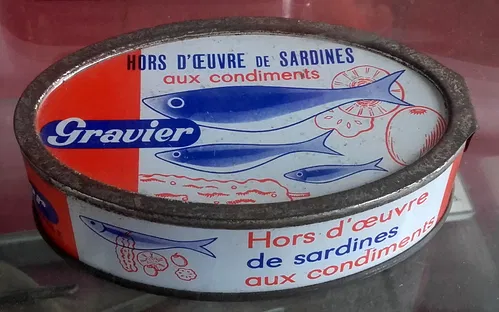 HORS D'ŒUVRE DE SARDINES
aux condiments
Gravier
Hors d'œuvre
de sardines
aux condiments